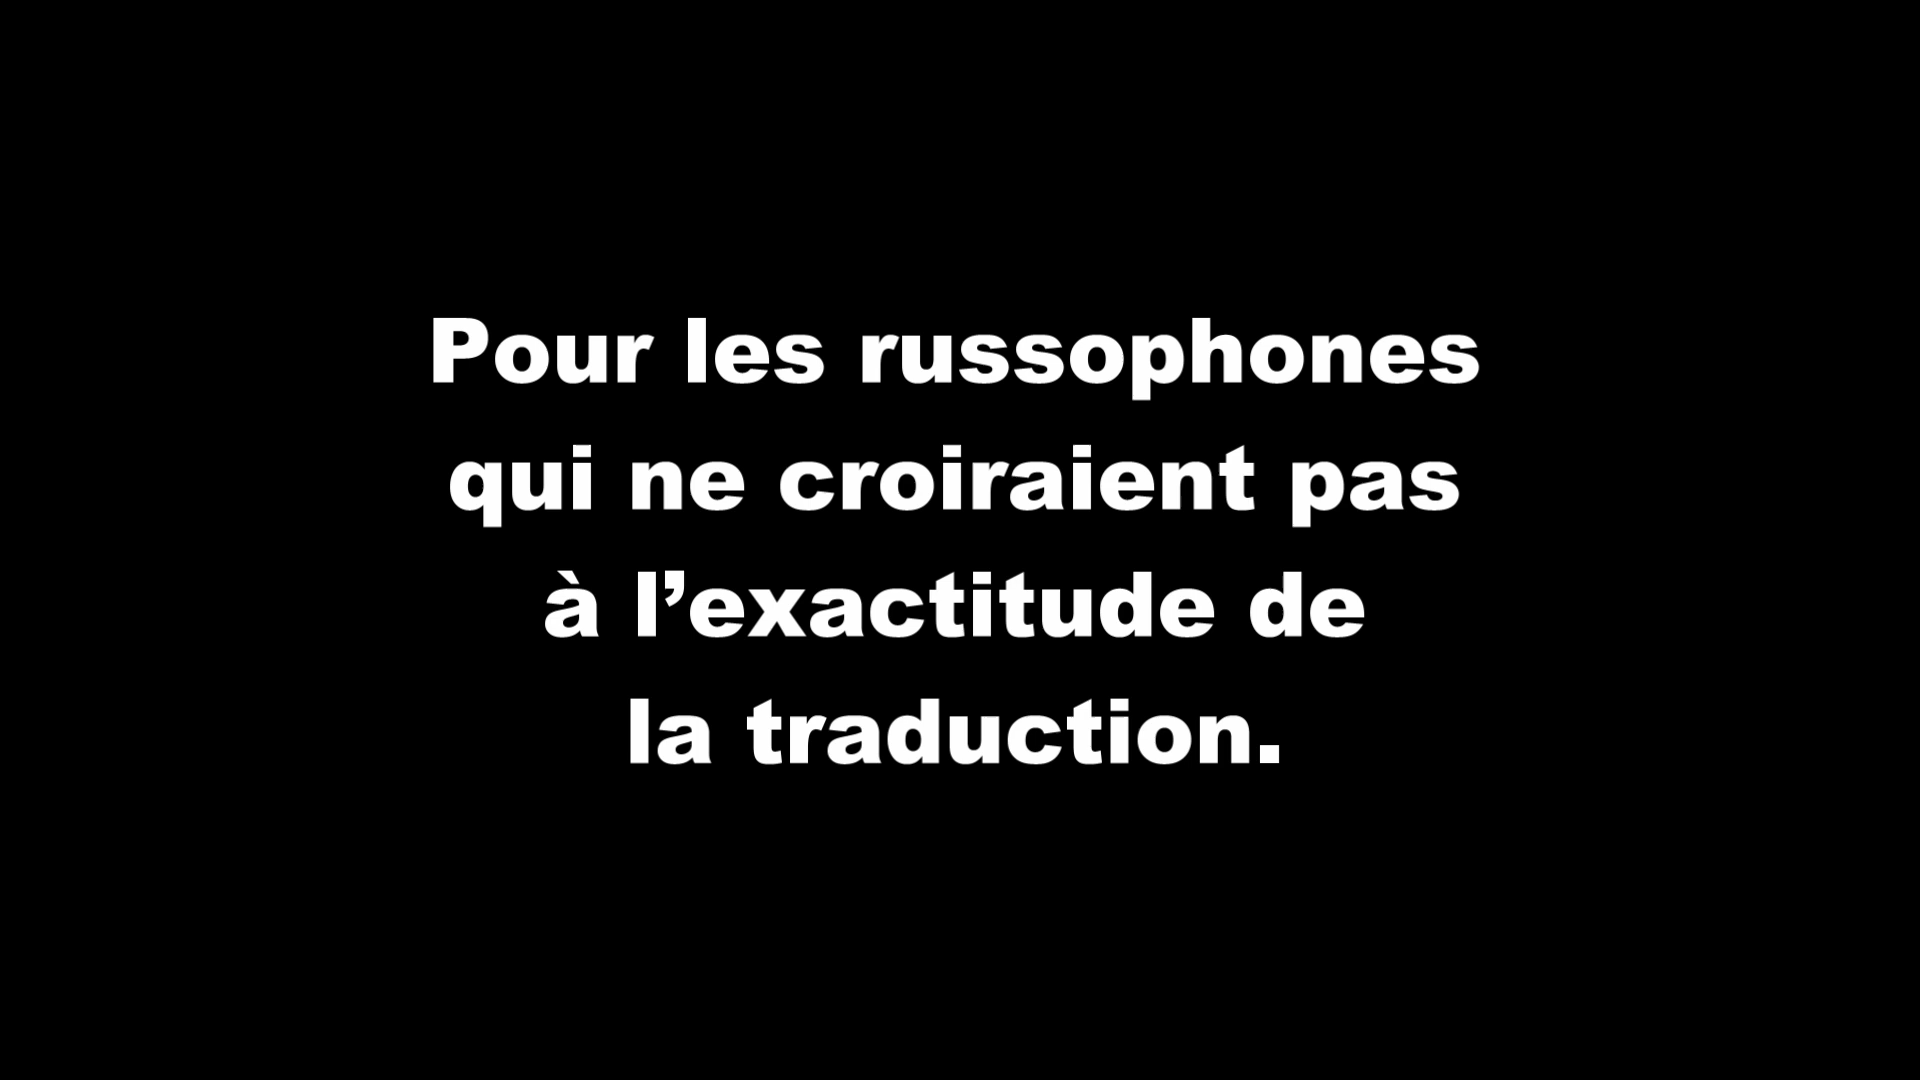 Pour les russophones
qui ne croiraient pas
à l’exactitude de
la traduction.